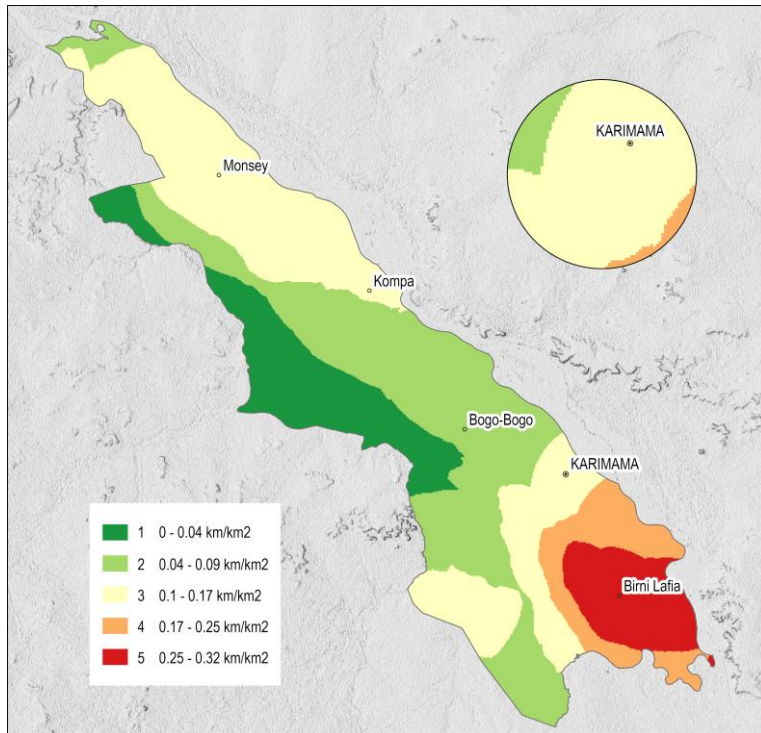 KARIMAMA
Monsey
Kompa
Bogo-Bogo
KARIMAMA
Birni Lafia
1 0 - 0.04 km/km2
2 0.04 - 0.09 km/km2
3 0.1 - 0.17 km/km2
4 0.17 - 0.25 km/km2
5 0.25 - 0.32 km/km2